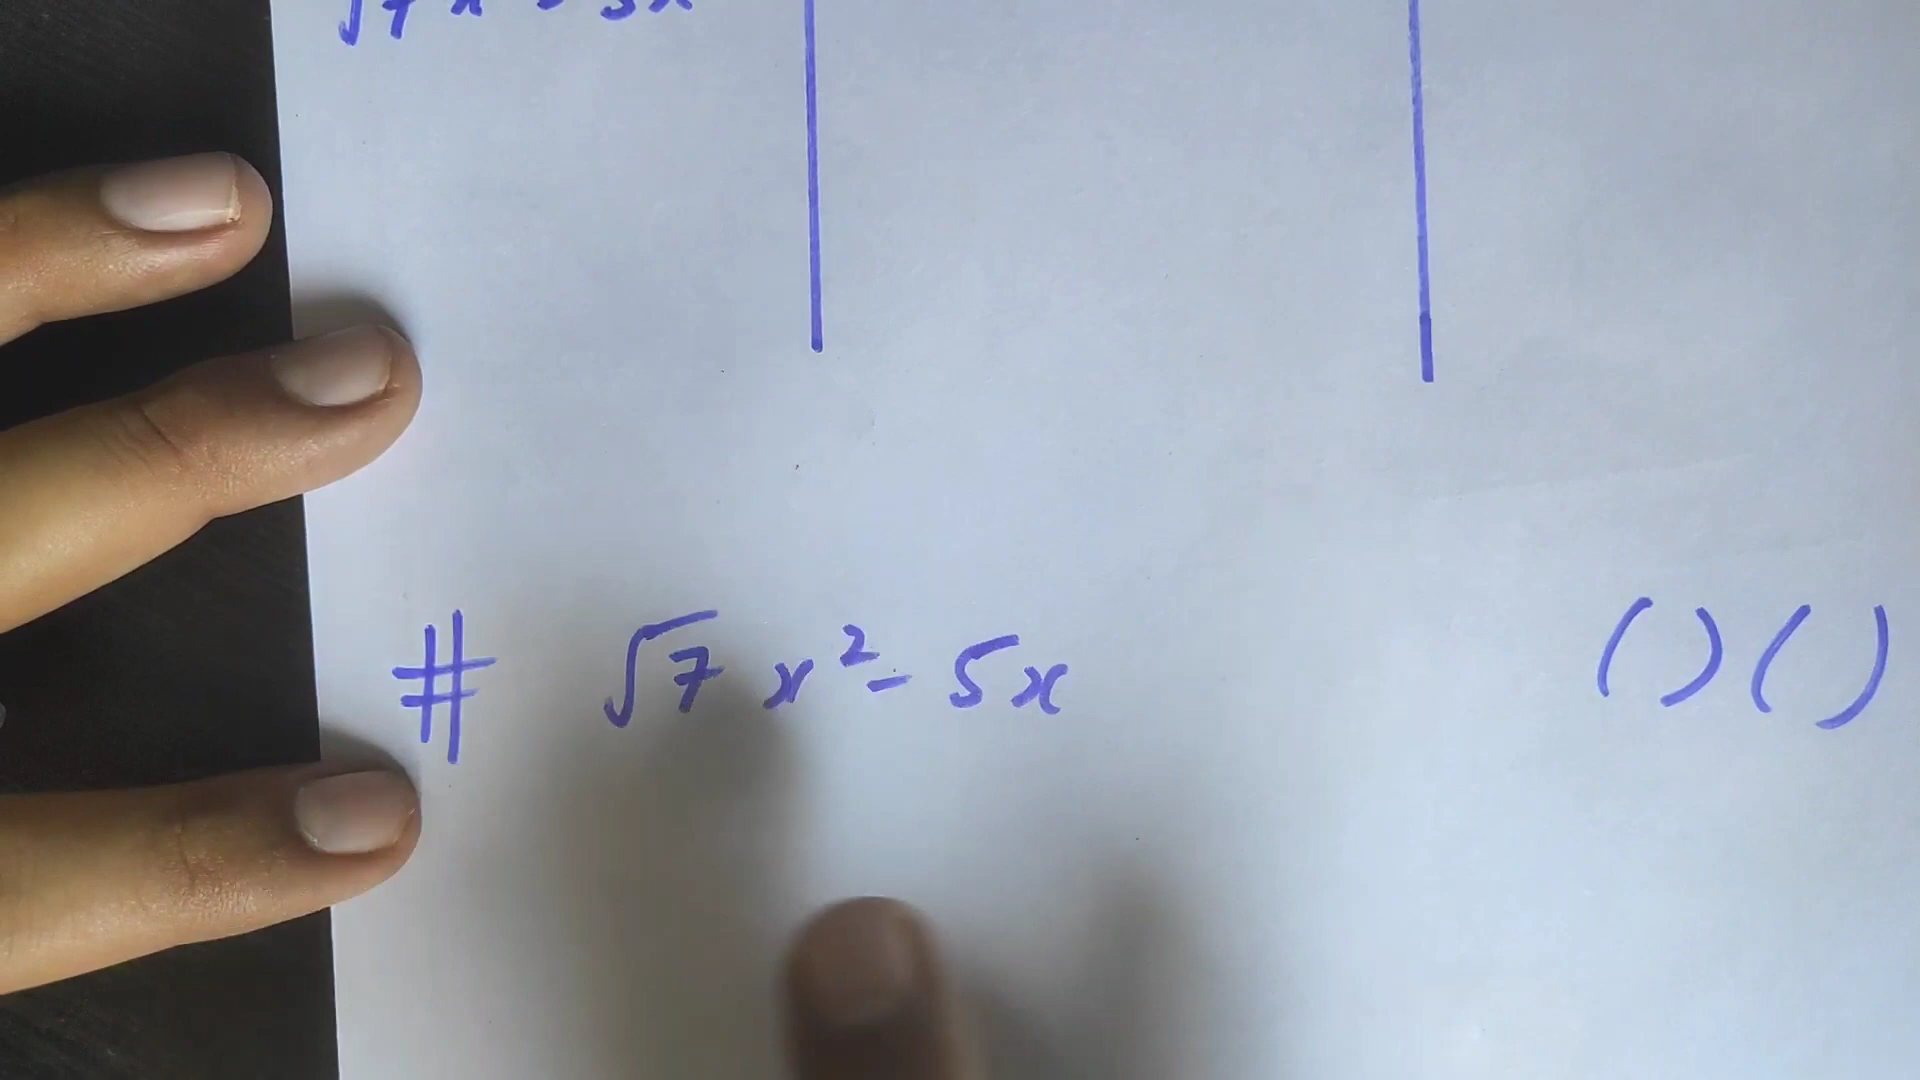 # √7 x² - 5x ( ) ( )